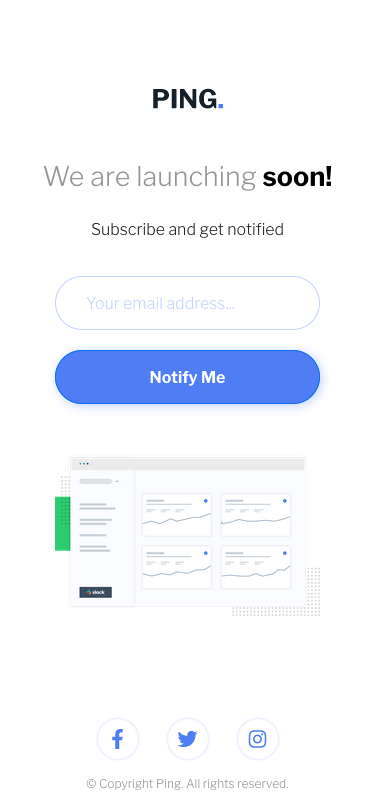 PING.
We are launching soon!
Subscribe and get notified
Your email address...
Notify Me
slack
© Copyright Ping. All rights reserved.